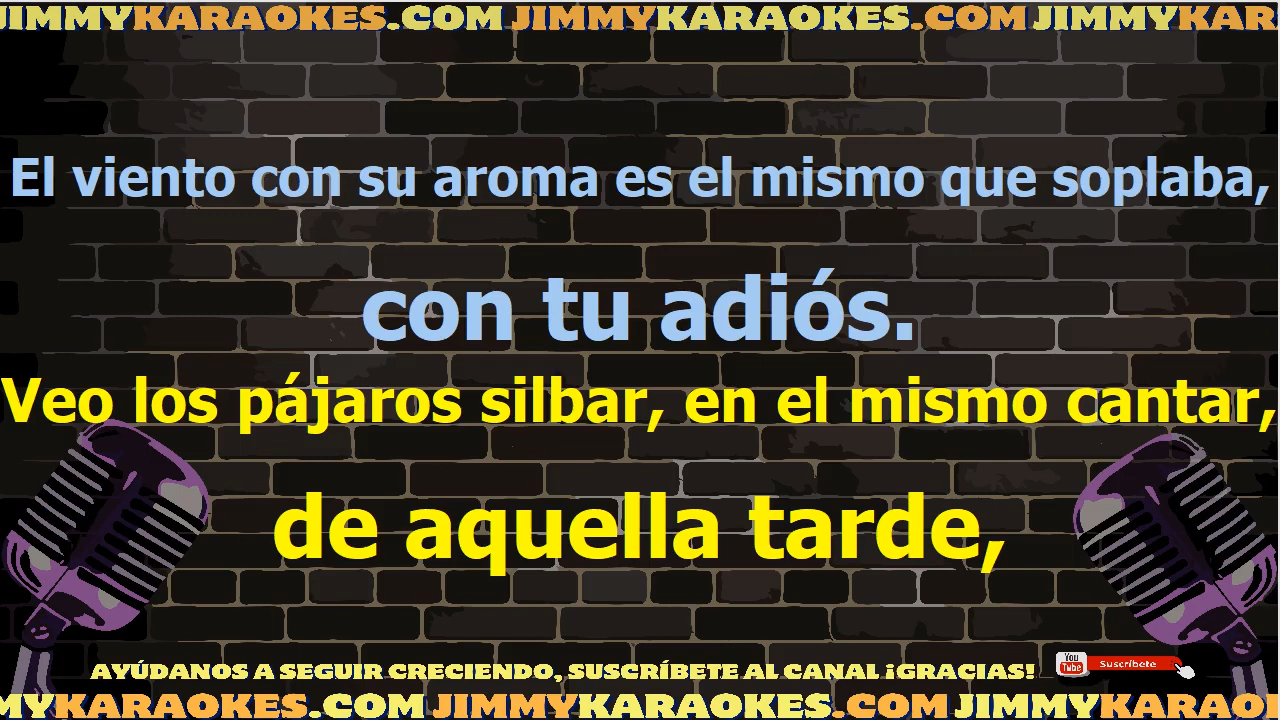 JIMMYKARAOKES.COM JIMMYKARAOKES.COM JIMMYKAR
El viento con su aroma es el mismo que soplaba,
con tu adiós.
Veo los pájaros silbar, en el mismo cantar,
de aquella tarde,
AYÚDANOS A SEGUIR CRECIENDO, SUSCRÍBETE AL CANAL ¡GRACIAS!
You Tube Suscríbete
MYKARAOKES.COM JIMMYKARAOKES.COM JIMMYKARAO